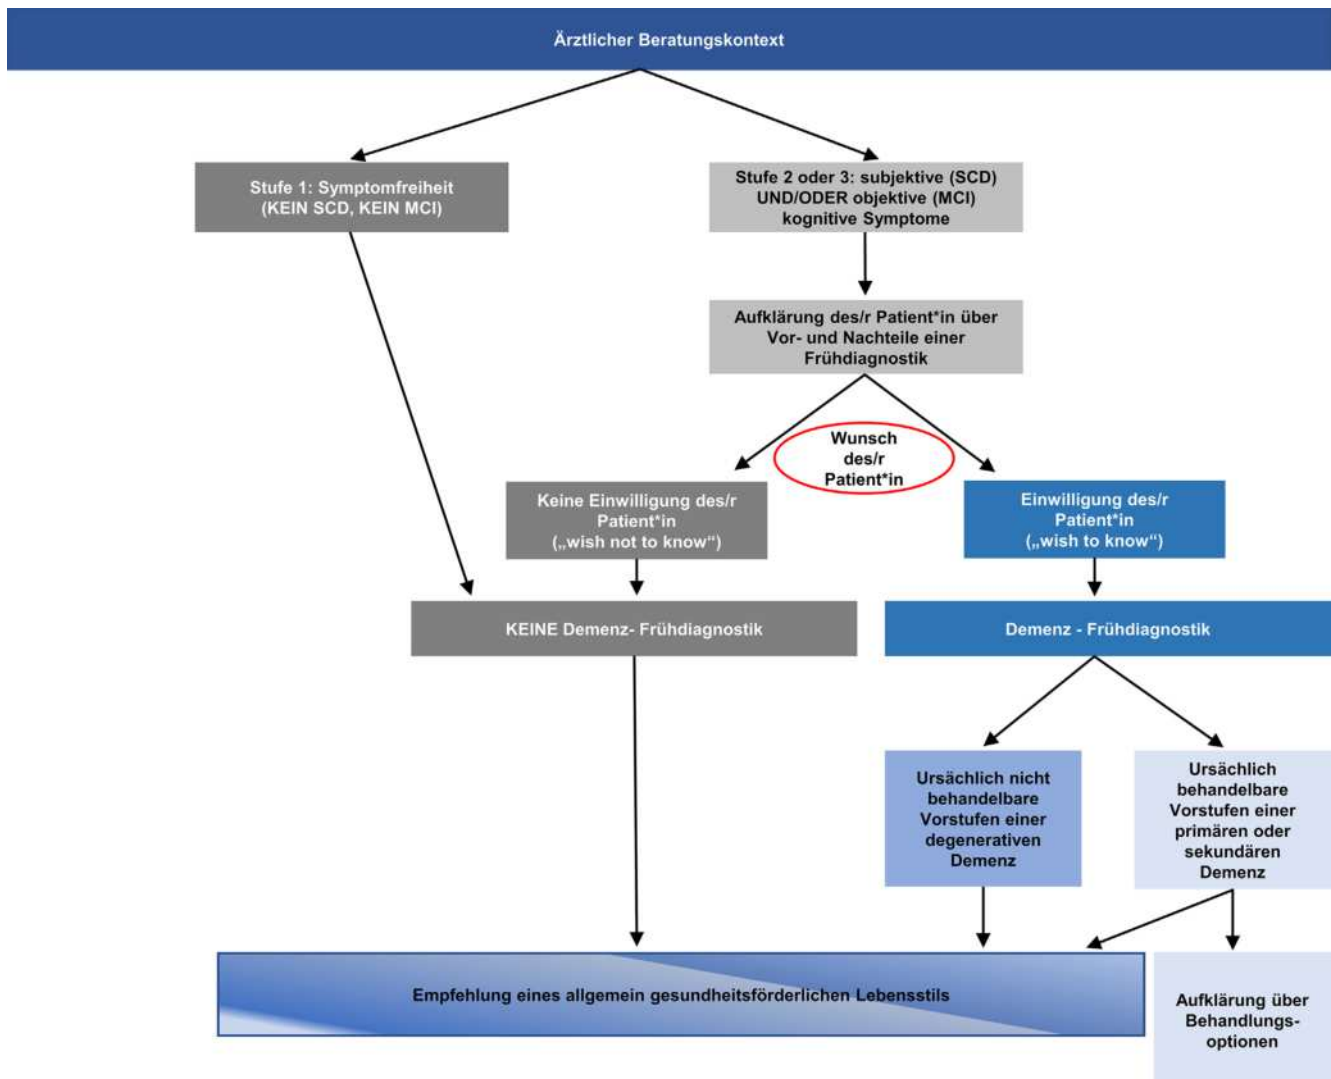 Ärztlicher Beratungskontext
Stufe 1: Symptomfreiheit
(KEIN SCD, KEIN MCI)
Stufe 2 oder 3: subjektive (SCD)
UND/ODER objektive (MCI)
kognitive Symptome
Aufklärung des/r Patient*in über
Vor- und Nachteile einer
Frühdiagnostik
Wunsch
des/r
Patient*in
Keine Einwilligung des/r
Patient*in
(„wish not to know“)
Einwilligung des/r
Patient*in
(„wish to know“)
KEINE Demenz- Frühdiagnostik
Demenz - Frühdiagnostik
Ursächlich nicht
behandelbare
Vorstufen einer
degenerativen
Demenz
Ursächlich
behandelbare
Vorstufen einer
primären oder
sekundären
Demenz
Empfehlung eines allgemein gesundheitsförderlichen Lebensstils
Aufklärung über
Behandlungs-
optionen